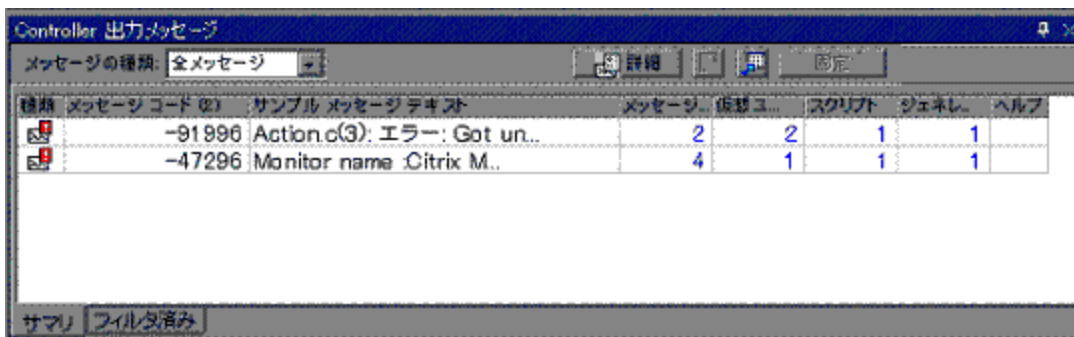 Controller 出力メッセージ
メッセージの種類: 全メッセージ 詳細 固定
種類 メッセージ コード (2) サンプル メッセージ テキスト メッセージ... 仮想ユ... スクリプト ジェネレ... ヘルプ
-91996 Action.c(3): エラー: Got un... 2 2 1 1
-47296 Monitor name :Citrix M... 4 1 1 1
サマリ フィルタ済み